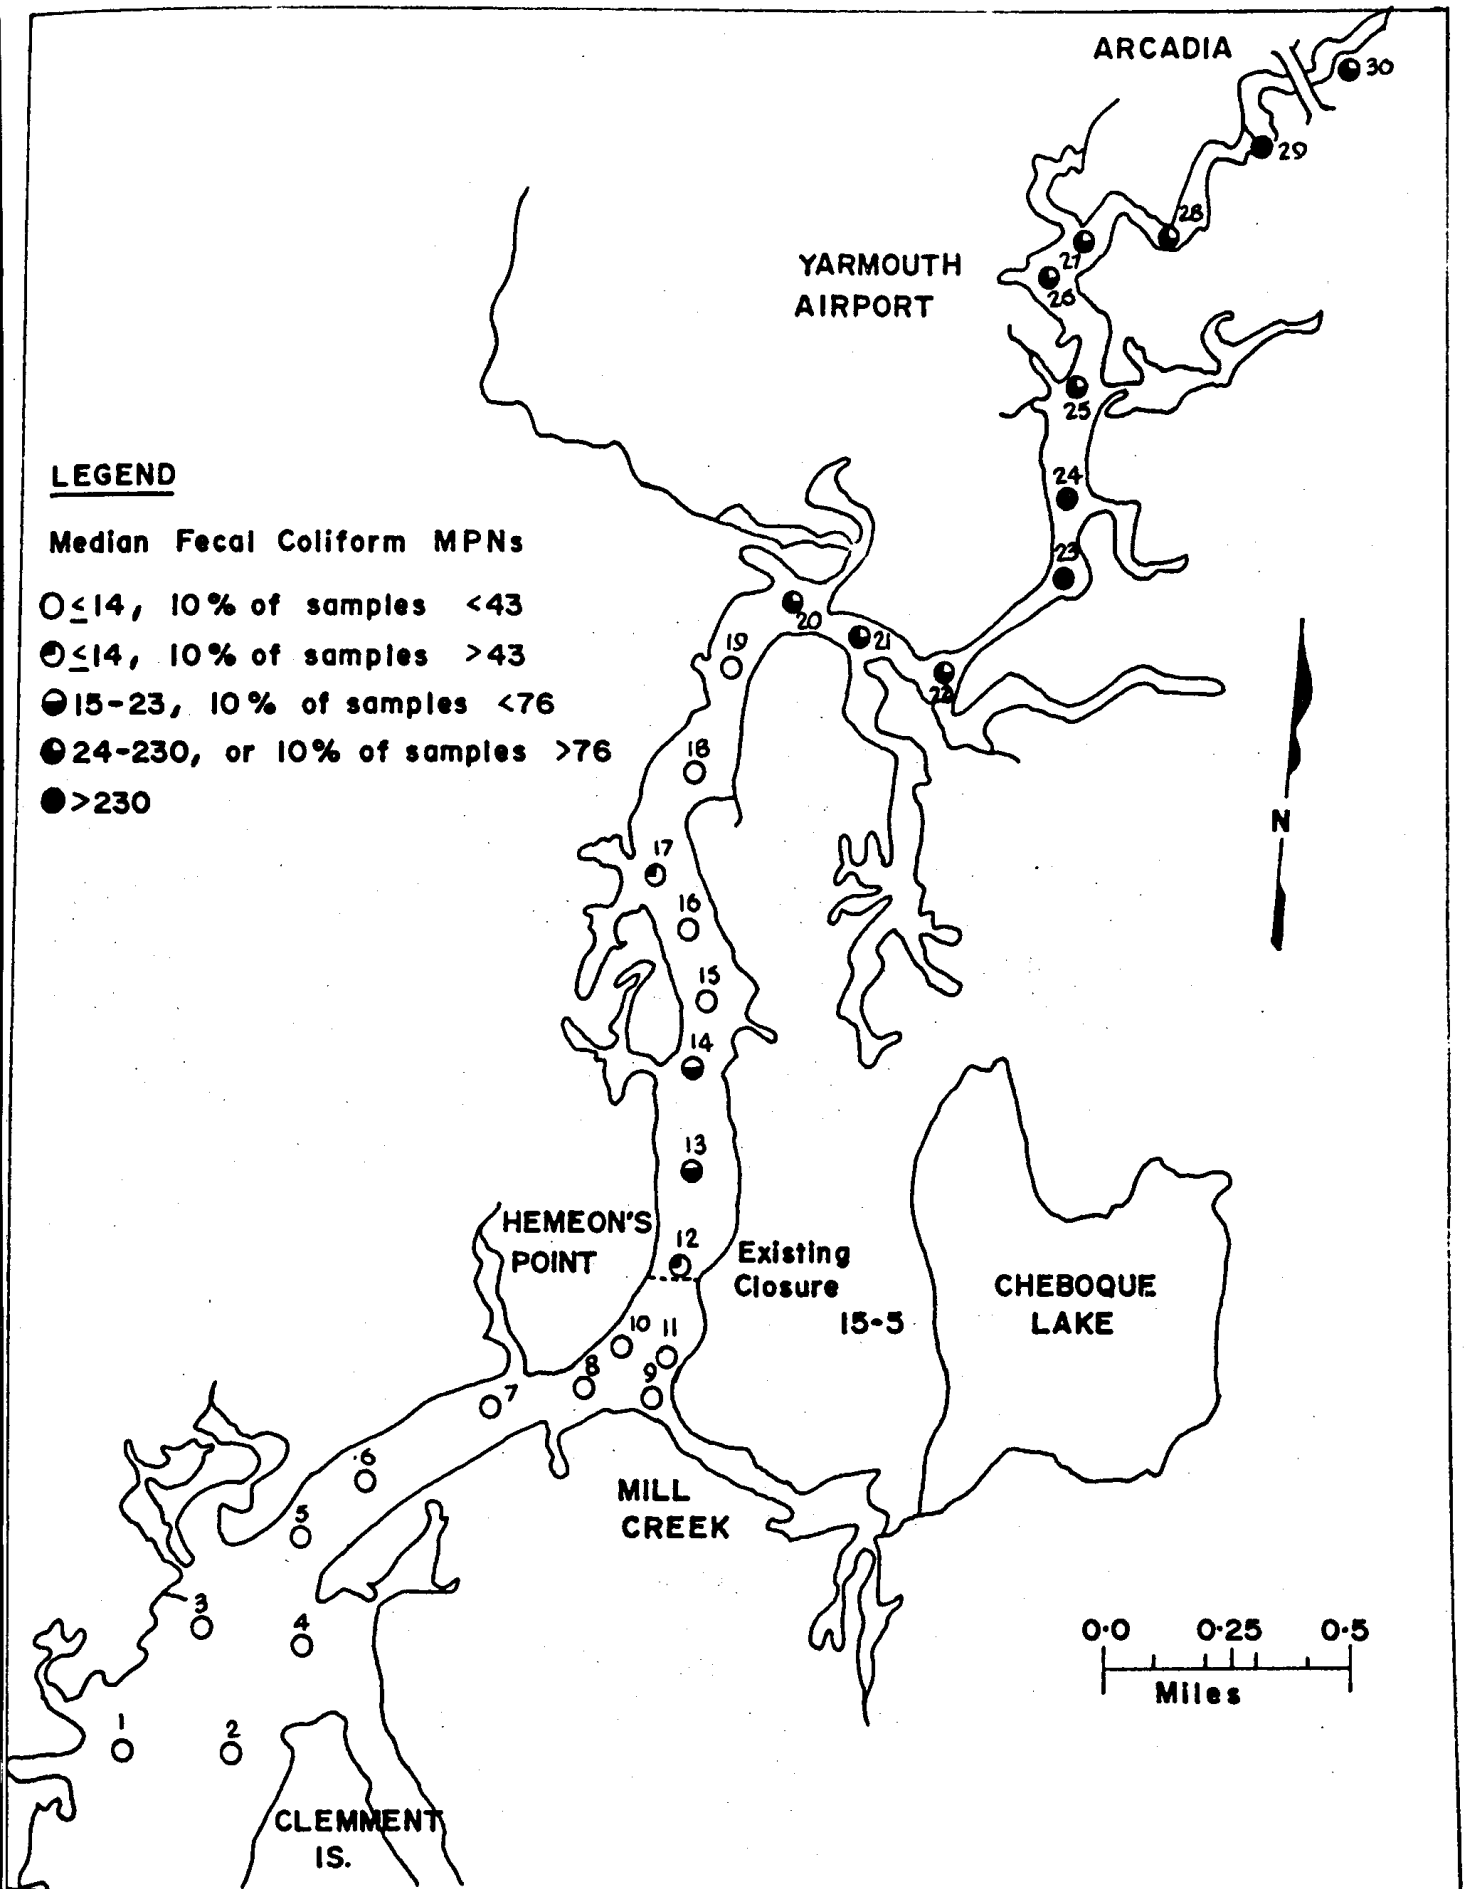 ARCADIA
30
29
28
27
26
YARMOUTH
AIRPORT
25
24
23
LEGEND
Median Fecal Coliform MPNs
≤14, 10% of samples <43
≤14, 10% of samples >43
15-23, 10% of samples <76
24-230, or 10% of samples >76
>230
20
21
22
19
18
17
16
15
14
13
12
N
HEMEON'S
POINT
Existing
Closure
15-5
CHEBOQUE
LAKE
10
11
9
8
7
6
5
MILL
CREEK
3
4
1
2
0·0 0·25 0·5
Miles
CLEMMENT
IS.